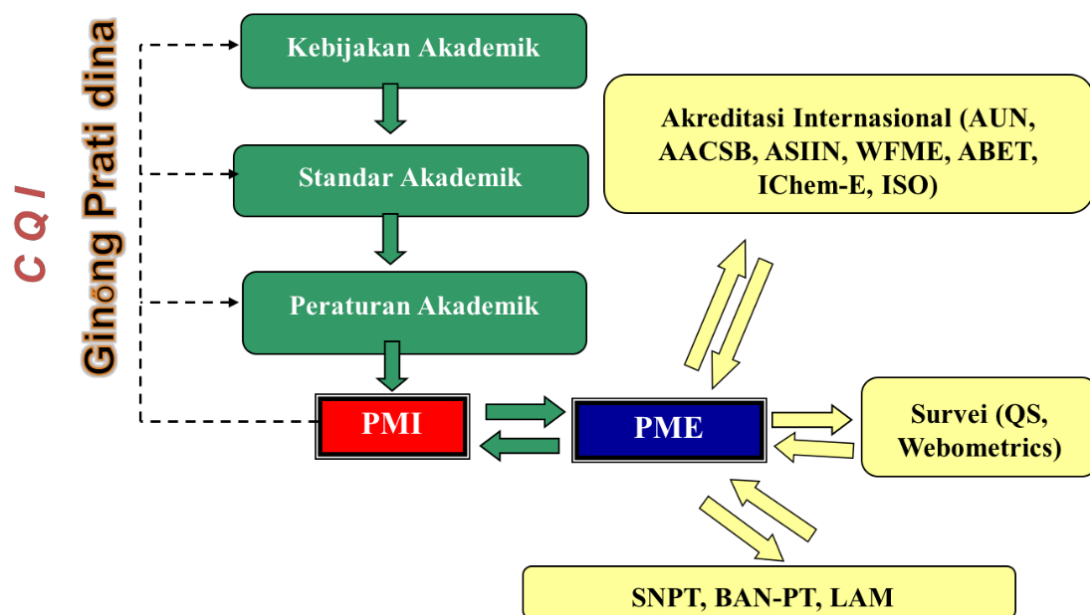 Kebijakan Akademik
Standar Akademik
Peraturan Akademik
PMI
PME
Akreditasi Internasional (AUN,
AACSB, ASIIN, WFME, ABET,
IChem-E, ISO)
Survei (QS,
Webometrics)
SNPT, BAN-PT, LAM
C Q I
Ginőng Prati dina